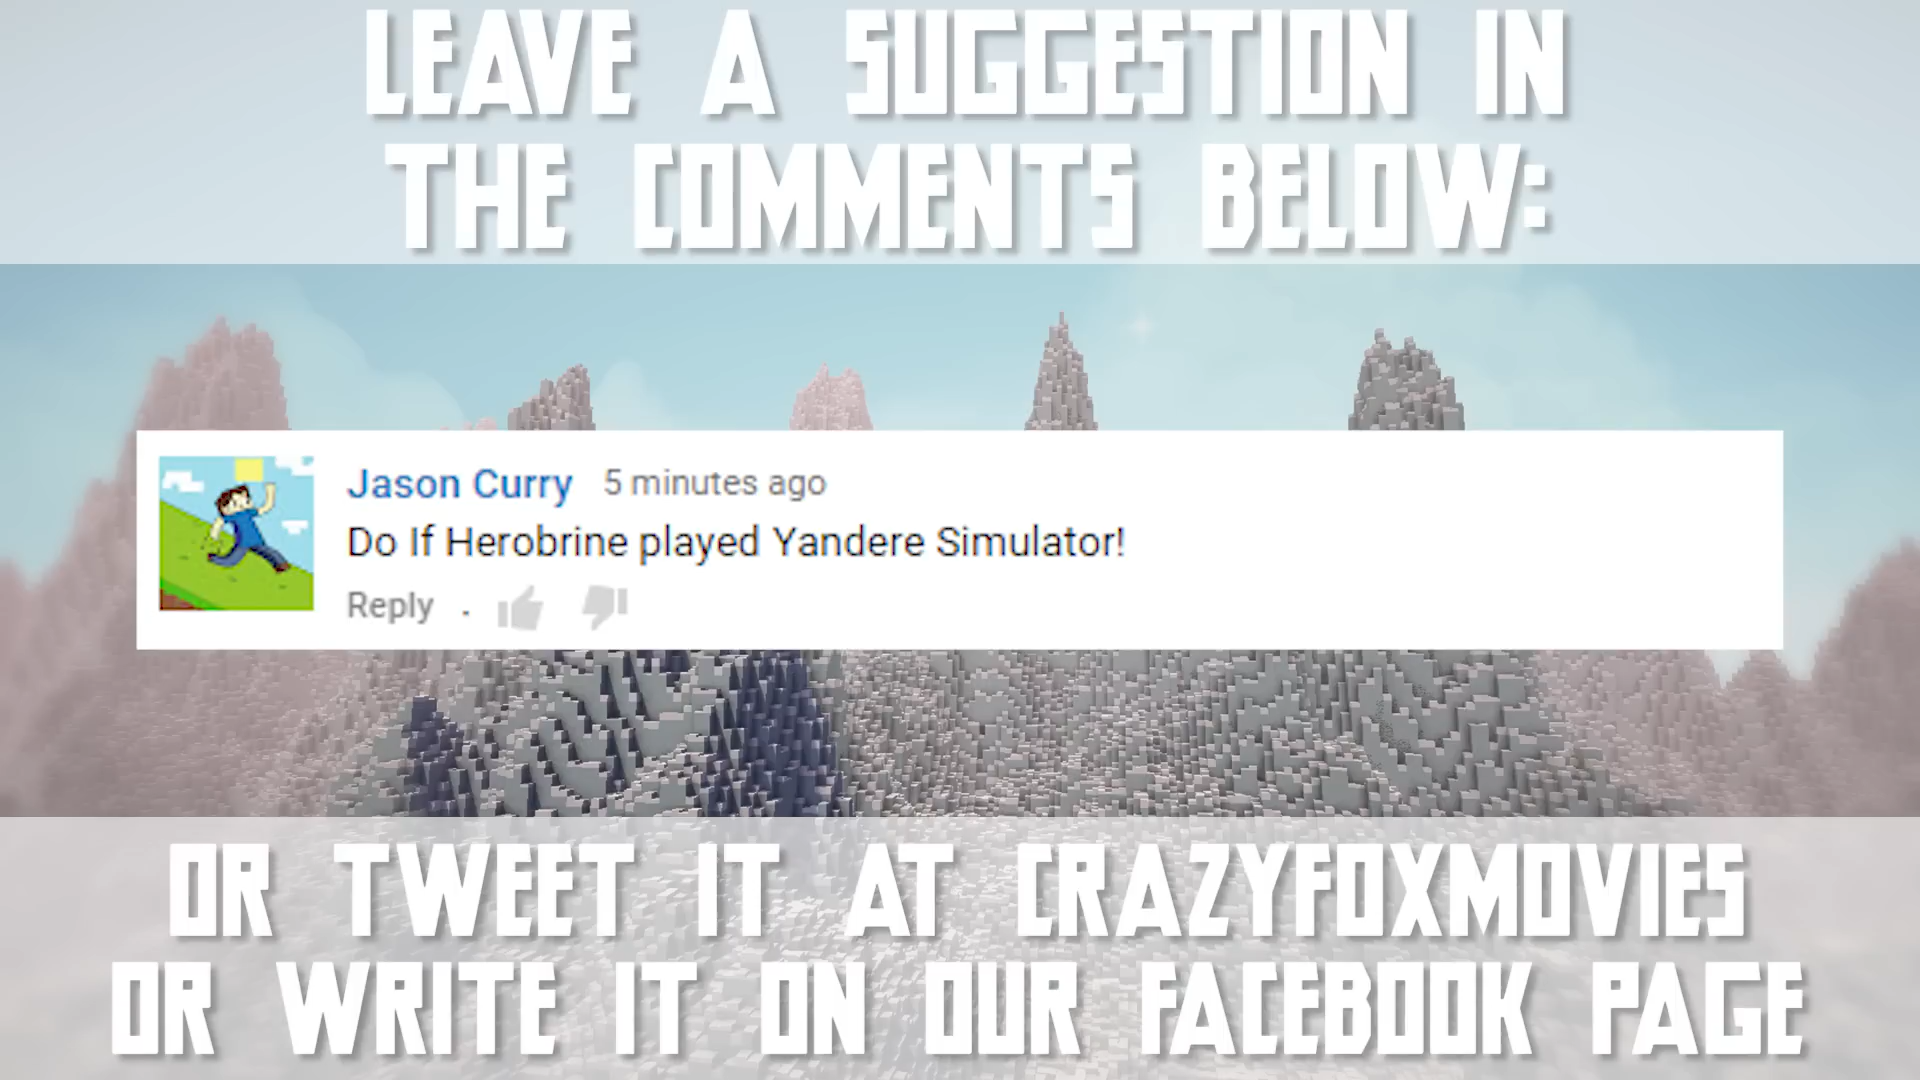 LEAVE A SUGGESTION IN
THE COMMENTS BELOW:
Jason Curry 5 minutes ago
Do If Herobrine played Yandere Simulator!
Reply .
OR TWEET IT AT CRAZYFOXMOVIES
OR WRITE IT ON OUR FACEBOOK PAGE